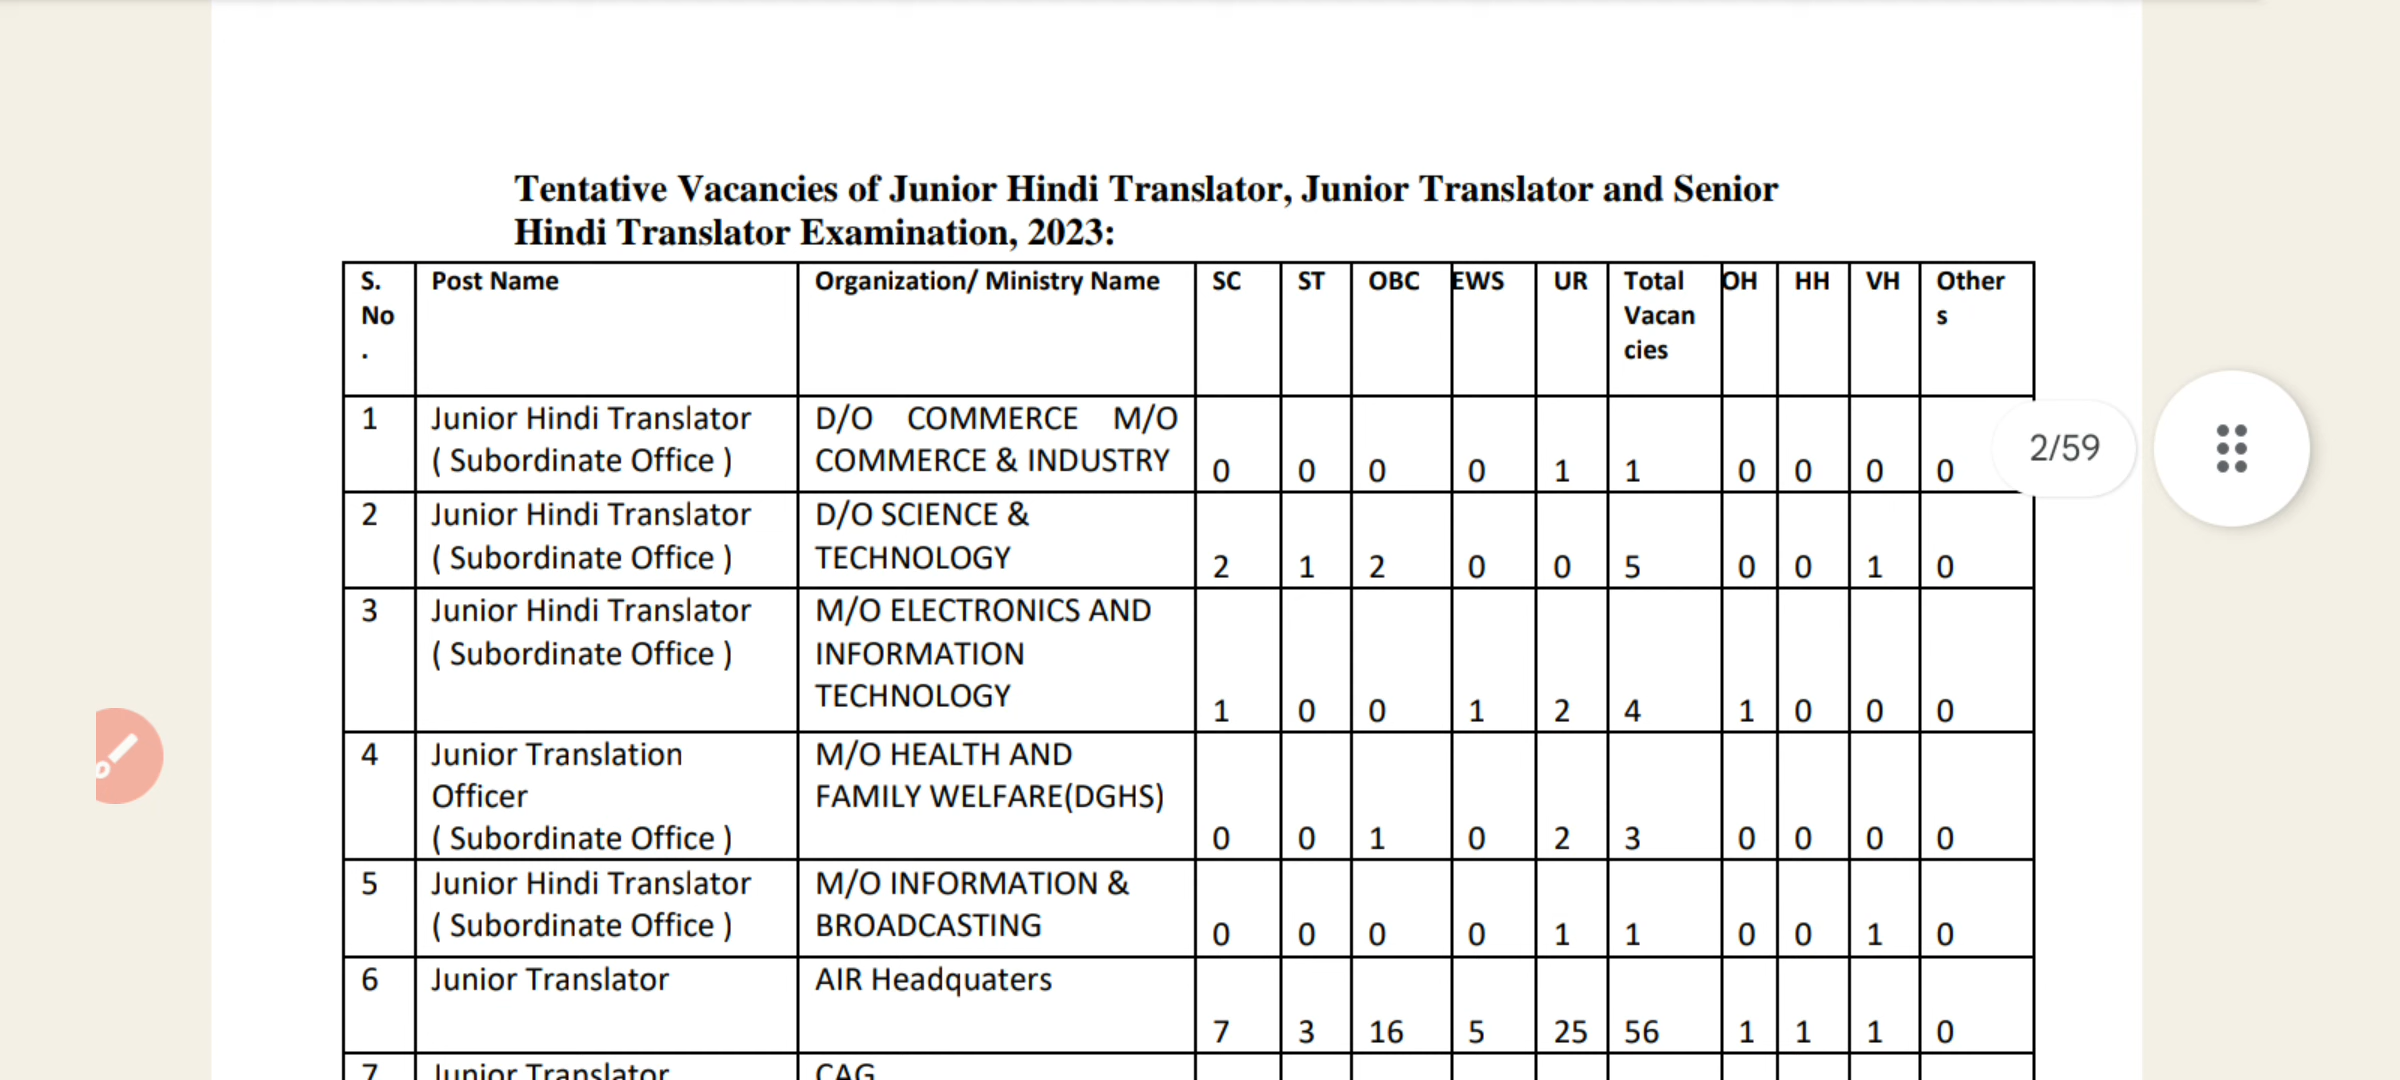 Tentative Vacancies of Junior Hindi Translator, Junior Translator and Senior
Hindi Translator Examination, 2023:
S. No . Post Name Organization/ Ministry Name SC ST OBC EWS UR Total Vacan cies OH HH VH Other s
1 Junior Hindi Translator D/O COMMERCE M/O
( Subordinate Office ) COMMERCE & INDUSTRY 0 0 0 0 1 1 0 0 0 0
2/59
2 Junior Hindi Translator D/O SCIENCE &
( Subordinate Office ) TECHNOLOGY 2 1 2 0 0 5 0 0 1 0
3 Junior Hindi Translator M/O ELECTRONICS AND
( Subordinate Office ) INFORMATION
TECHNOLOGY 1 0 0 1 2 4 1 0 0 0
4 Junior Translation M/O HEALTH AND
Officer FAMILY WELFARE(DGHS)
( Subordinate Office ) 0 0 1 0 2 3 0 0 0 0
5 Junior Hindi Translator M/O INFORMATION &
( Subordinate Office ) BROADCASTING 0 0 0 0 1 1 0 0 1 0
6 Junior Translator AIR Headquaters
7 3 16 5 25 56 1 1 1 0
7 Junior Translator CAG